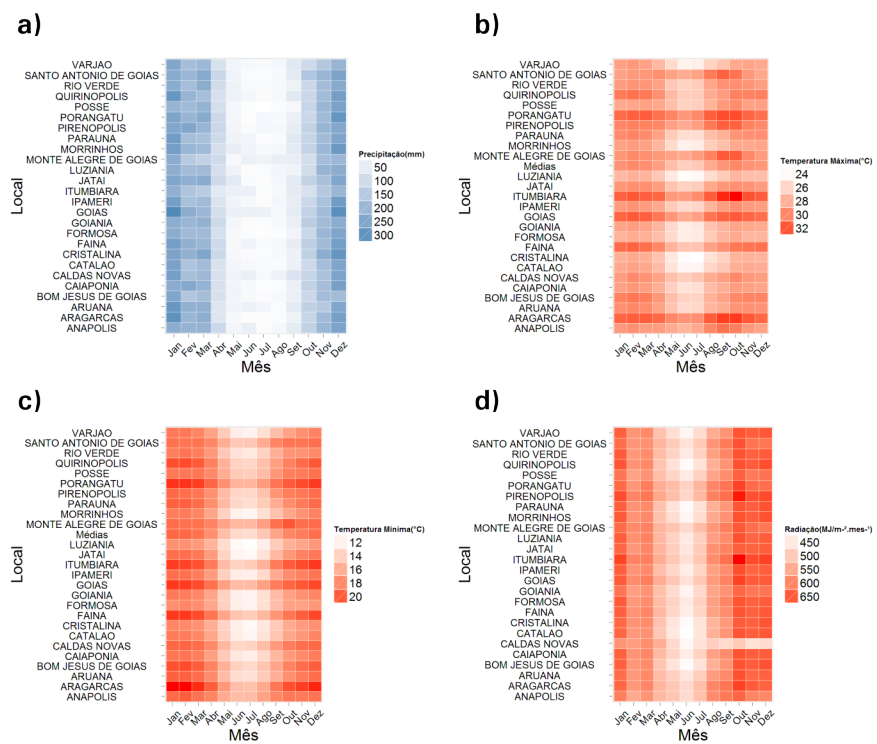 a)
VARJAO
SANTO ANTONIO DE GOIAS
RIO VERDE
QUIRINOPOLIS
POSSE
PORANGATU
PIRENOPOLIS
PARAUNA
MORRINHOS
MONTE ALEGRE DE GOIAS
LUZIANIA
JATAI
ITUMBIARA
IPAMERI
GOIAS
GOIANIA
FORMOSA
FAINA
CRISTALINA
CATALAO
CALDAS NOVAS
CAIAPONIA
BOM JESUS DE GOIAS
ARUANA
ARAGARCAS
ANAPOLIS
Local
Jan Fev Mar Abr Mai Jun Jul Ago Set Out Nov Dez
Mês
Precipitação(mm)
50
100
150
200
250
300
b)
VARJAO
SANTO ANTONIO DE GOIAS
RIO VERDE
QUIRINOPOLIS
POSSE
PORANGATU
PIRENOPOLIS
PARAUNA
MORRINHOS
MONTE ALEGRE DE GOIAS
Médias
LUZIANIA
JATAI
ITUMBIARA
IPAMERI
GOIAS
GOIANIA
FORMOSA
FAINA
CRISTALINA
CATALAO
CALDAS NOVAS
CAIAPONIA
BOM JESUS DE GOIAS
ARUANA
ARAGARCAS
ANAPOLIS
Local
Jan Fev Mar Abr Mai Jun Jul Ago Set Out Nov Dez
Mês
Temperatura Máxima(°C)
24
26
28
30
32
c)
VARJAO
SANTO ANTONIO DE GOIAS
RIO VERDE
QUIRINOPOLIS
POSSE
PORANGATU
PIRENOPOLIS
PARAUNA
MORRINHOS
MONTE ALEGRE DE GOIAS
Médias
LUZIANIA
JATAI
ITUMBIARA
IPAMERI
GOIAS
GOIANIA
FORMOSA
FAINA
CRISTALINA
CATALAO
CALDAS NOVAS
CAIAPONIA
BOM JESUS DE GOIAS
ARUANA
ARAGARCAS
ANAPOLIS
Local
Jan Fev Mar Abr Mai Jun Jul Ago Set Out Nov Dez
Mês
Temperatura Minima(°C)
12
14
16
18
20
d)
VARJAO
SANTO ANTONIO DE GOIAS
RIO VERDE
QUIRINOPOLIS
POSSE
PORANGATU
PIRENOPOLIS
PARAUNA
MORRINHOS
MONTE ALEGRE DE GOIAS
LUZIANIA
JATAI
ITUMBIARA
IPAMERI
GOIAS
GOIANIA
FORMOSA
FAINA
CRISTALINA
CATALAO
CALDAS NOVAS
CAIAPONIA
BOM JESUS DE GOIAS
ARUANA
ARAGARCAS
ANAPOLIS
Local
Jan Fev Mar Abr Mai Jun Jul Ago Set Out Nov Dez
Mês
Radiação(MJ/m-².mes-¹)
450
500
550
600
650